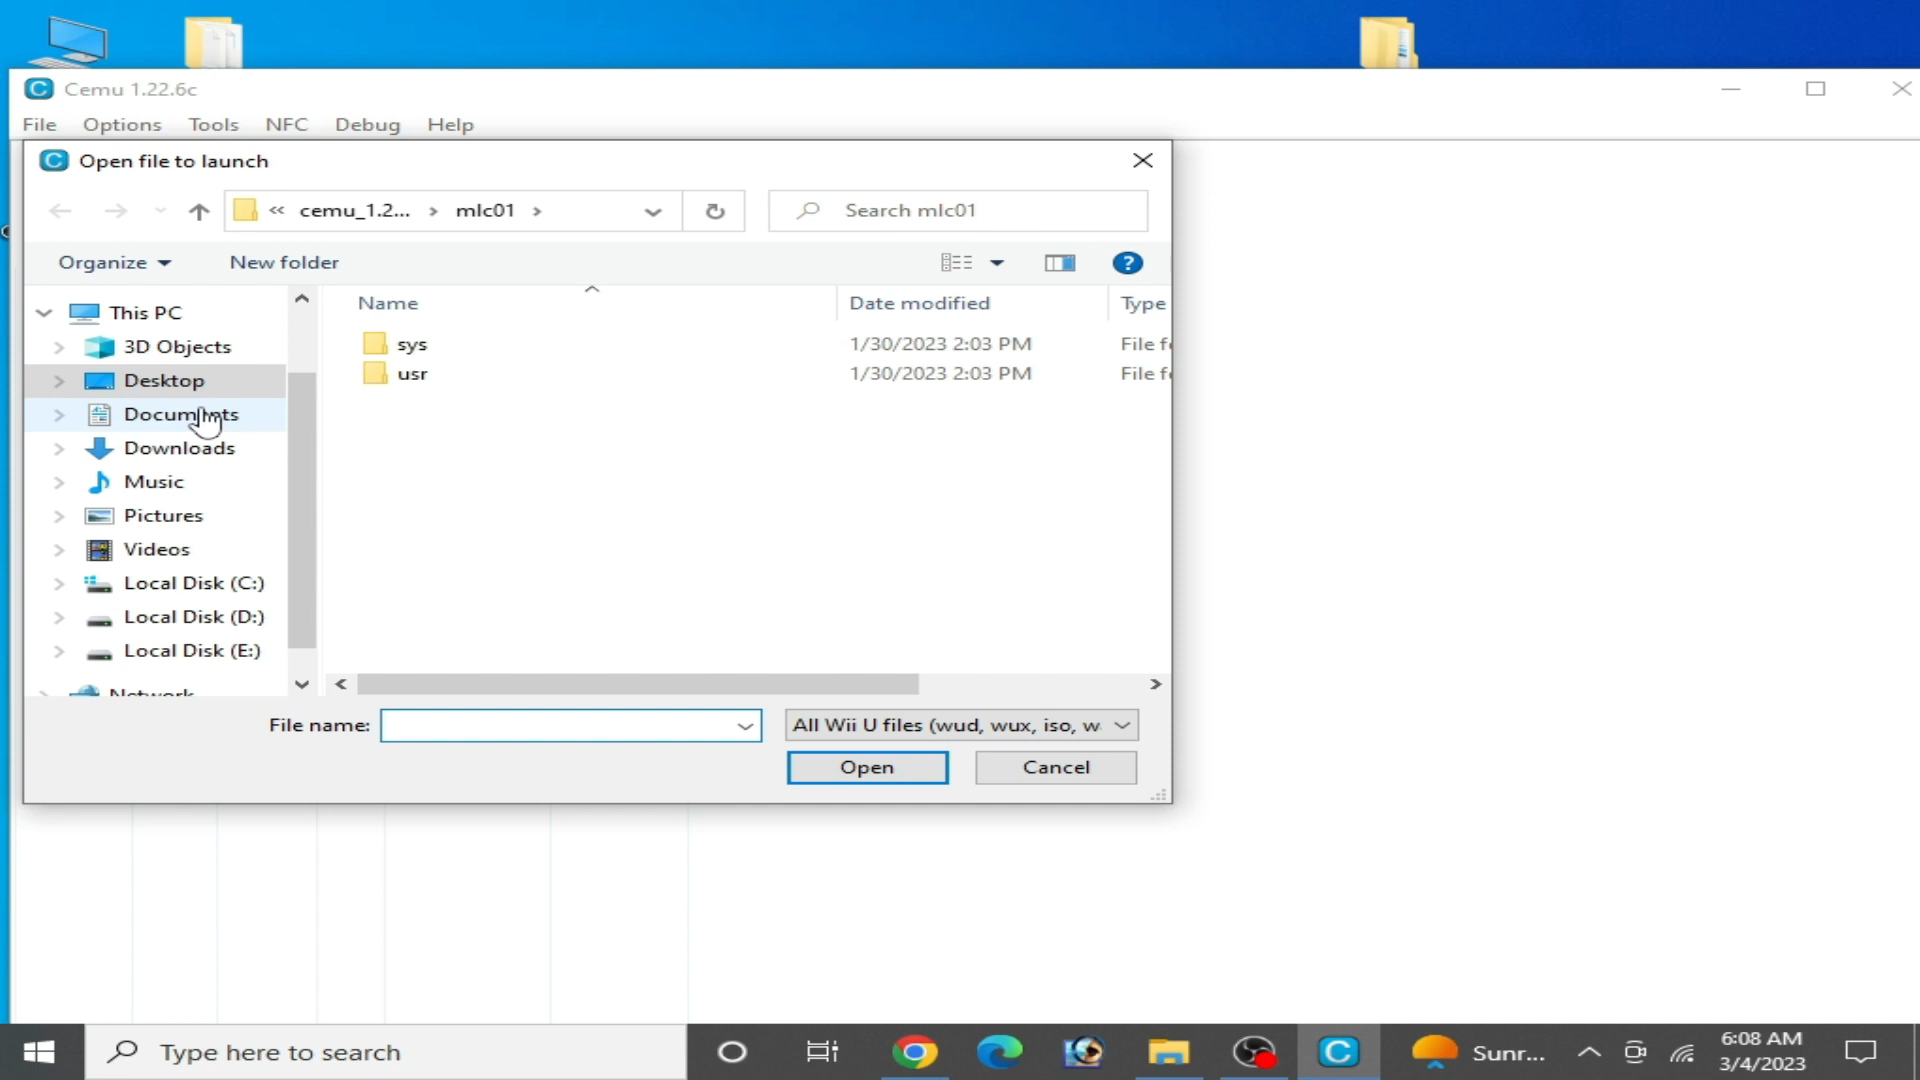 Cemu 1.22.6c
File Options Tools NFC Debug Help
Open file to launch
« cemu_1.2... › mlc01 ›
Search mlc01
Organize
New folder
Name
Date modified
Type
This PC
3D Objects
Desktop
Documents
Downloads
Music
Pictures
Videos
Local Disk (C:)
Local Disk (D:)
Local Disk (E:)
Network
sys 1/30/2023 2:03 PM File f
usr 1/30/2023 2:03 PM File f
File name:
All Wii U files (wud, wux, iso, w
Open
Cancel
Type here to search
Sunr...
6:08 AM
3/4/2023